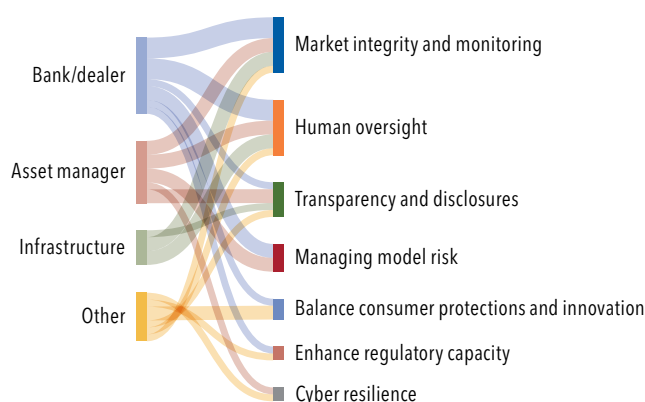 Bank/dealer
Asset manager
Infrastructure
Other
Market integrity and monitoring
Human oversight
Transparency and disclosures
Managing model risk
Balance consumer protections and innovation
Enhance regulatory capacity
Cyber resilience